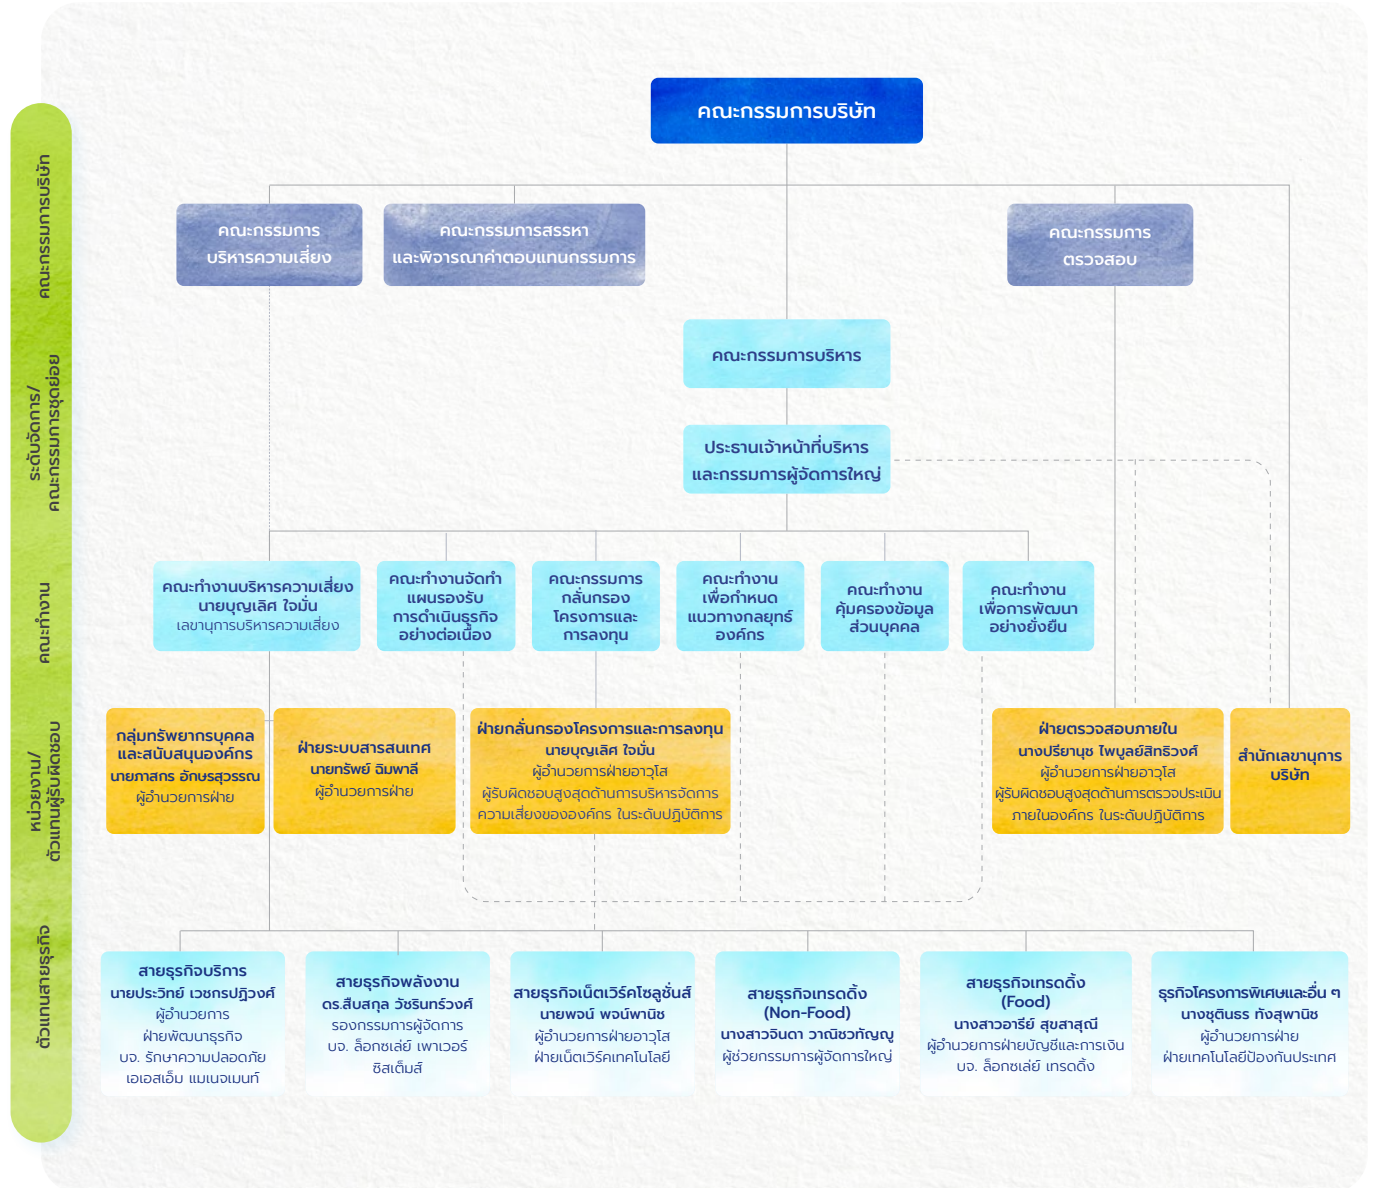 คณะกรรมการบริษัท
คณะกรรมการบริษัท
คณะกรรมการ
บริหารความเสี่ยง
คณะกรรมการสรรหา
และพิจารณาค่าตอบแทนกรรมการ
คณะกรรมการ
ตรวจสอบ
ระดับจัดการ/
คณะกรรมการชุดย่อย
คณะกรรมการบริหาร
ประธานเจ้าหน้าที่บริหาร
และกรรมการผู้จัดการใหญ่
คณะทำงาน
คณะทำงานบริหารความเสี่ยง
นายบุญเลิศ ใจมั่น
เลขานุการบริหารความเสี่ยง
คณะทำงานจัดทำ
แผนรองรับ
การดำเนินธุรกิจ
อย่างต่อเนื่อง
คณะกรรมการ
กลั่นกรอง
โครงการและ
การลงทุน
คณะทำงาน
เพื่อกำหนด
แนวทางกลยุทธ์
องค์กร
คณะทำงาน
คุ้มครองข้อมูล
ส่วนบุคคล
คณะทำงาน
เพื่อการพัฒนา
อย่างยั่งยืน
หน่วยงาน/
ตัวแทนผู้รับผิดชอบ
กลุ่มทรัพยากรบุคคล
และสนับสนุนองค์กร
นายภาสกร อักษรสุวรรณ
ผู้อำนวยการฝ่าย
ฝ่ายระบบสารสนเทศ
นายทรัพย์ ฉิมพาลี
ผู้อำนวยการฝ่าย
ฝ่ายกลั่นกรองโครงการและการลงทุน
นายบุญเลิศ ใจมั่น
ผู้อำนวยการฝ่ายอาวุโส
ผู้รับผิดชอบสูงสุดด้านการบริหารจัดการ
ความเสี่ยงขององค์กร ในระดับปฏิบัติการ
ฝ่ายตรวจสอบภายใน
นางปรียานุช ไพบูลย์สิทธิวงศ์
ผู้อำนวยการฝ่ายอาวุโส
ผู้รับผิดชอบสูงสุดด้านการตรวจประเมิน
ภายในองค์กร ในระดับปฏิบัติการ
สำนักเลขานุการ
บริษัท
ตัวแทนสายธุรกิจ
สายธุรกิจบริการ
นายประวิทย์ เวชกรปฏิวงศ์
ผู้อำนวยการ
ฝ่ายพัฒนาธุรกิจ
บจ. รักษาความปลอดภัย
เอเอสเอ็ม แมเนจเมนท์
สายธุรกิจพลังงาน
ดร.สืบสกุล วัชรินทร์วงศ์
รองกรรมการผู้จัดการ
บจ. ล็อกซเล่ย์ เพาเวอร์
ซิสเต็มส์
สายธุรกิจเน็ตเวิร์คโซลูชั่นส์
นายพจน์ พจน์พานิช
ผู้อำนวยการฝ่ายอาวุโส
ฝ่ายเน็ตเวิร์คเทคโนโลยี
สายธุรกิจเทรดดิ้ง
(Non-Food)
นางสาวจินดา วาณิชวทัญญู
ผู้ช่วยกรรมการผู้จัดการใหญ่
สายธุรกิจเทรดดิ้ง
(Food)
นางสาวอารีย์ สุขสาสุณี
ผู้อำนวยการฝ่ายบัญชีและการเงิน
บจ. ล็อกซเล่ย์ เทรดดิ้ง
ธุรกิจโครงการพิเศษและอื่น ๆ
นางชุตินธร ทังสุพานิช
ผู้อำนวยการฝ่าย
ฝ่ายเทคโนโลยีป้องกันประเทศ